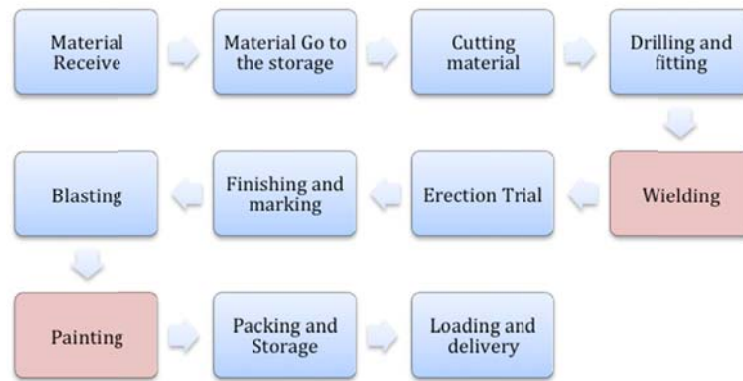 Material
Receive
Material Go to
the storage
Cutting
material
Drilling and
fitting
Wielding
Erection Trial
Finishing and
marking
Blasting
Painting
Packing and
Storage
Loading and
delivery